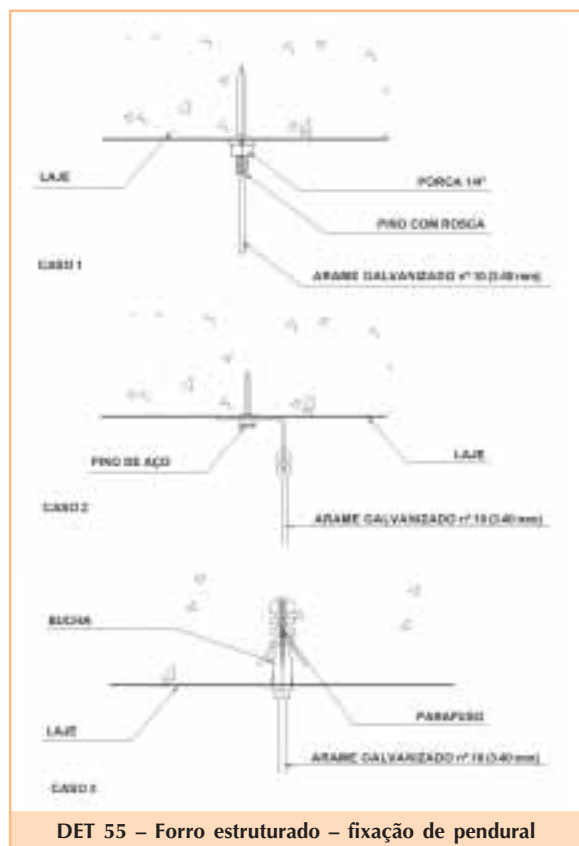 LAJE
PORCA 1/4"
PINO COM ROSCA
CASO 1
ARAME GALVANIZADO nº 10 (3.40 mm)
PINO DE AÇO
LAJE
CASO 2
ARAME GALVANIZADO nº 10 (3.40 mm)
BUCHA
PARAFUSO
LAJE
ARAME GALVANIZADO nº 10 (3.40 mm)
CASO 3
DET 55 – Forro estruturado – fixação de pendural